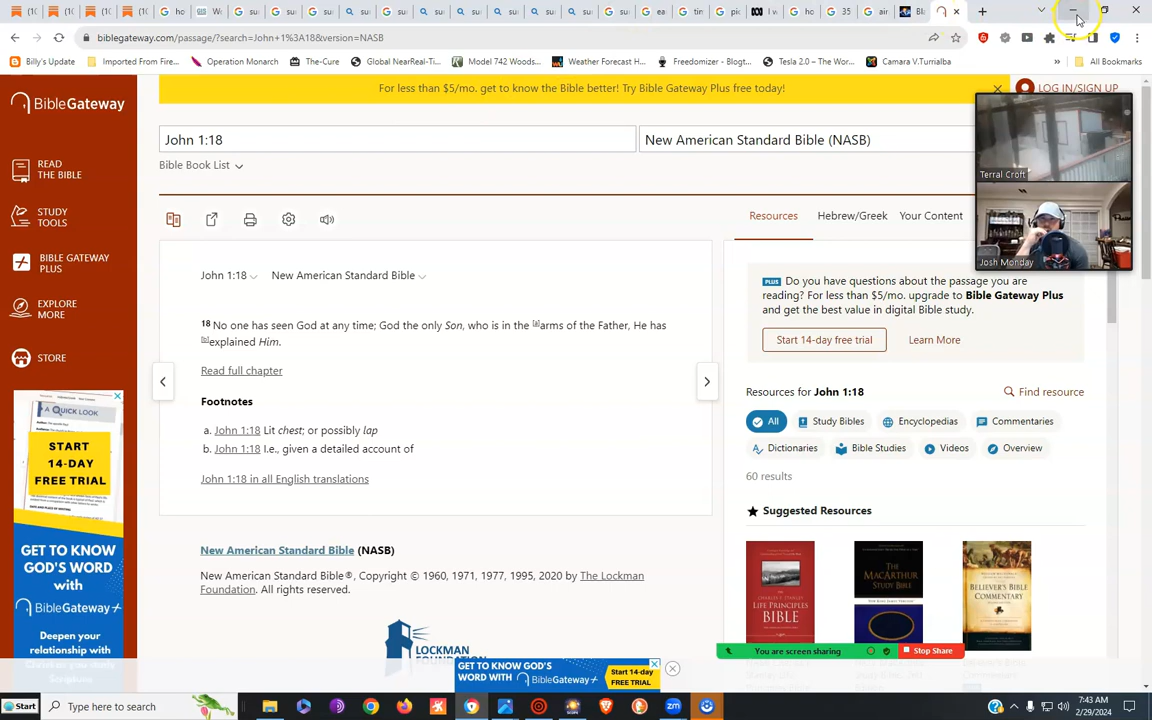 biblegateway.com/passage/?search=John+1%3A18&version=NASB
Billy's Update
Imported From Fire...
Operation Monarch
The-Cure
Global NearReal-Ti...
Model 742 Woods...
Weather Forecast H...
Freedomizer - Blogt...
Tesla 2.0 – The Wor...
Camara V.Turrialba
»
All Bookmarks
BibleGateway
For less than $5/mo. get to know the Bible better! Try Bible Gateway Plus free today!
LOG IN/SIGN UP
John 1:18
New American Standard Bible (NASB)
Bible Book List
READ
THE BIBLE
STUDY
TOOLS
BIBLE GATEWAY
PLUS
EXPLORE
MORE
STORE
Terral Croft
Josh Monday
Resources
Hebrew/Greek
Your Content
John 1:18
New American Standard Bible
18 No one has seen God at any time; God the only Son, who is in the [a]arms of the Father, He has
[b]explained Him.
Read full chapter
Footnotes
a. John 1:18 Lit chest; or possibly lap
b. John 1:18 I.e., given a detailed account of
John 1:18 in all English translations
New American Standard Bible (NASB)
New American Standard Bible®, Copyright © 1960, 1971, 1977, 1995, 2020 by The Lockman
Foundation. All rights reserved.
LOCKMAN
PLUS Do you have questions about the passage you are
reading? For less than $5/mo. upgrade to Bible Gateway Plus
and get the best value in digital Bible study.
Start 14-day free trial
Learn More
Resources for John 1:18
Find resource
All
Study Bibles
Encyclopedias
Commentaries
Dictionaries
Bible Studies
Videos
Overview
60 results
Suggested Resources
LIFE PRINCIPLES
BIBLE
THE
MACARTHUR
STUDY BIBLE
BELIEVER'S BIBLE
COMMENTARY
A QUICK LOOK
START
14-DAY
FREE TRIAL
GET TO KNOW
GOD'S WORD
with
BibleGateway+
Deepen your
relationship with
You are screen sharing
Stop Share
GET TO KNOW GOD'S
WORD WITH BibleGateway+
Start 14-day
FREE TRIAL
Start
Type here to search
7:43 AM
2/29/2024